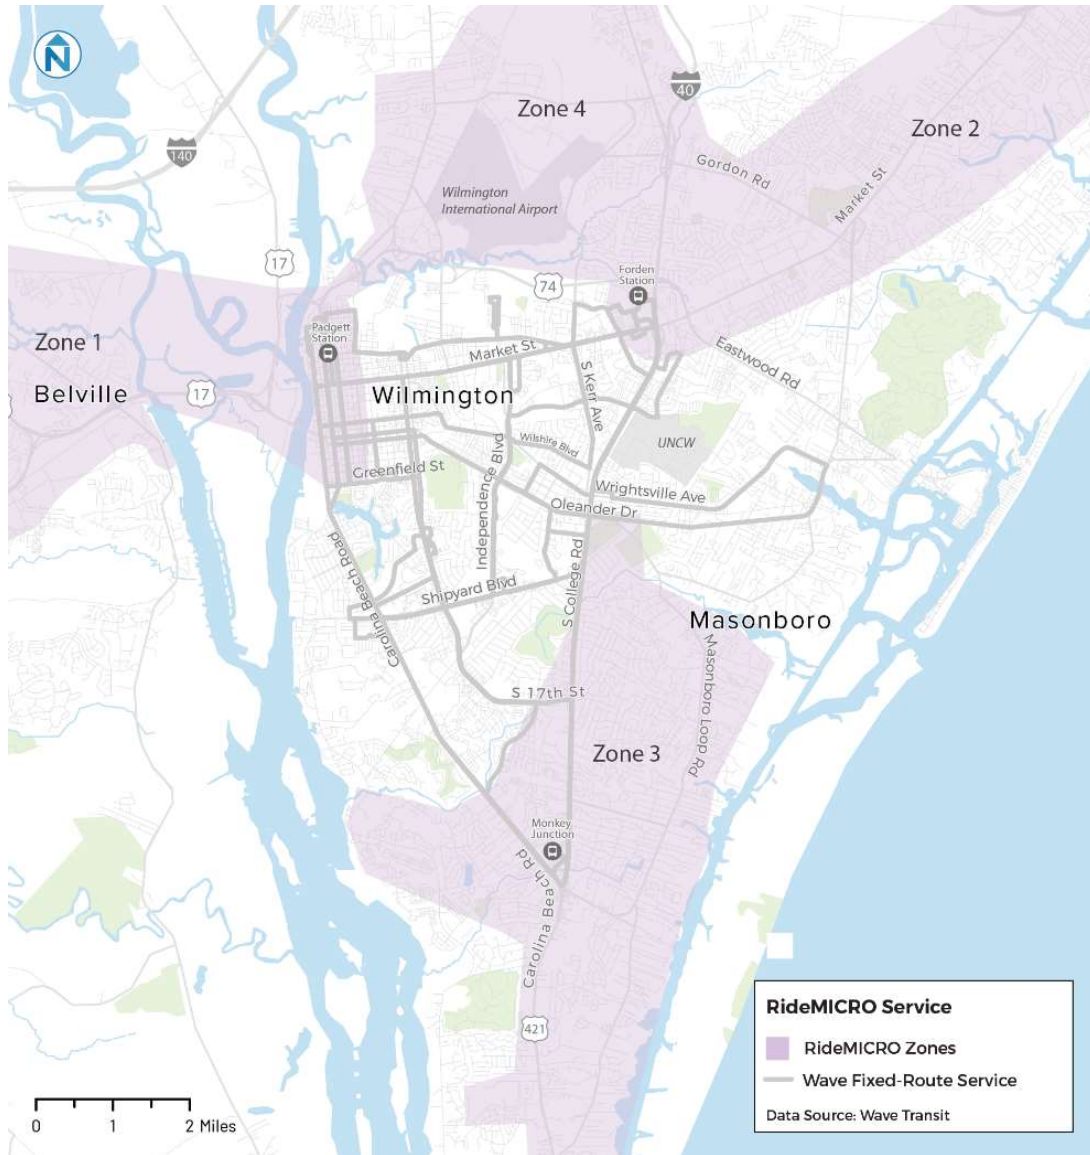 N
40
Zone 4
Zone 2
140
Gordon Rd
Market St
Wilmington
International Airport
17
74
Forden
Station
Padgett
Station
Zone 1
Market St
Eastwood Rd
Belville
17
Wilmington
S Kerr Ave
Wilshire Blvd
UNCW
Greenfield St
Independence Blvd
Wrightsville Ave
Oleander Dr
Carolina Beach Road
Shipyard Blvd
S College Rd
Masonboro
Masonboro Loop Rd
S 17th St
Zone 3
Monkey
Junction
Carolina Beach Rd
421
RideMICRO Service
RideMICRO Zones
Wave Fixed-Route Service
Data Source: Wave Transit
0 1 2 Miles